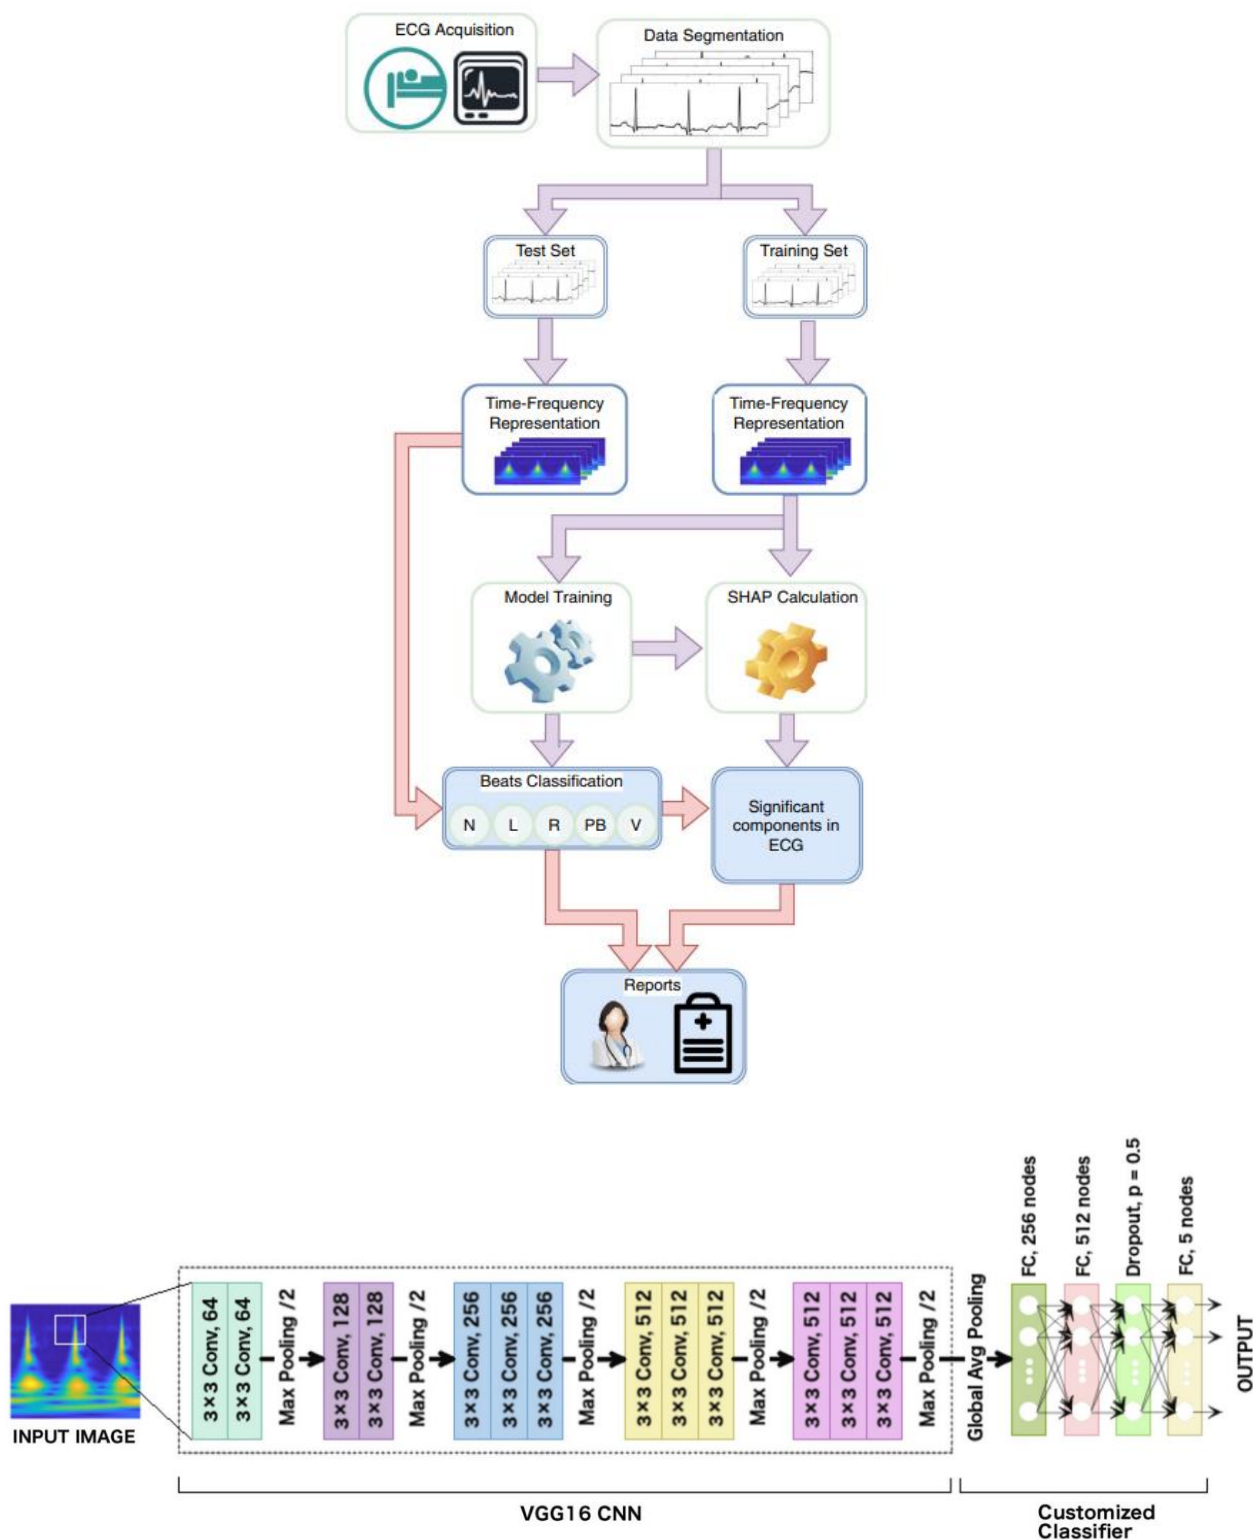 ECG Acquisition
Data Segmentation
Test Set
Training Set
Time-Frequency
Representation
Time-Frequency
Representation
Model Training
SHAP Calculation
Beats Classification
N L R PB V
Significant
components in
ECG
Reports
INPUT IMAGE
3×3 Conv, 64
3×3 Conv, 64
Max Pooling /2
3×3 Conv, 128
3×3 Conv, 128
Max Pooling /2
3×3 Conv, 256
3×3 Conv, 256
3×3 Conv, 256
Max Pooling /2
3×3 Conv, 512
3×3 Conv, 512
3×3 Conv, 512
Max Pooling /2
3×3 Conv, 512
3×3 Conv, 512
3×3 Conv, 512
Max Pooling /2
Global Avg Pooling
FC, 256 nodes
FC, 512 nodes
Dropout, p = 0.5
FC, 5 nodes
OUTPUT
VGG16 CNN
Customized
Classifier